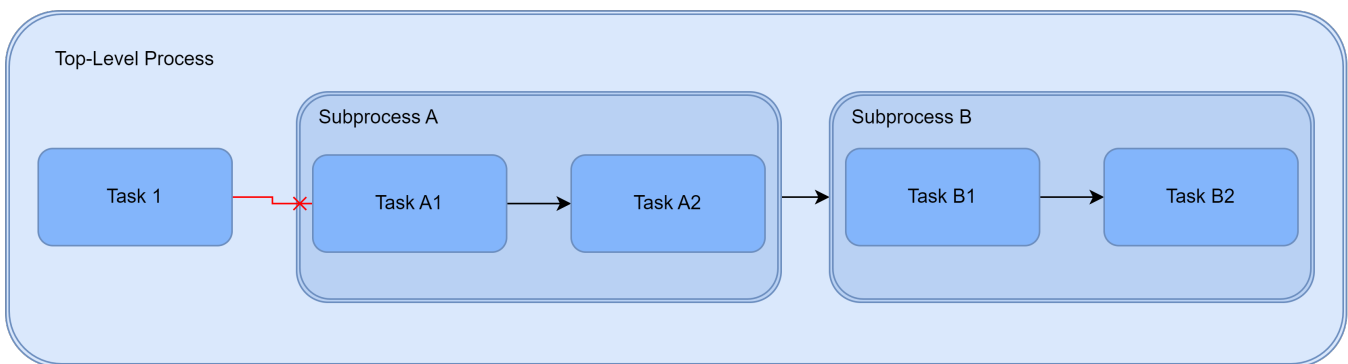 Top-Level Process
Subprocess A
Subprocess B
Task 1
Task A1
Task A2
Task B1
Task B2